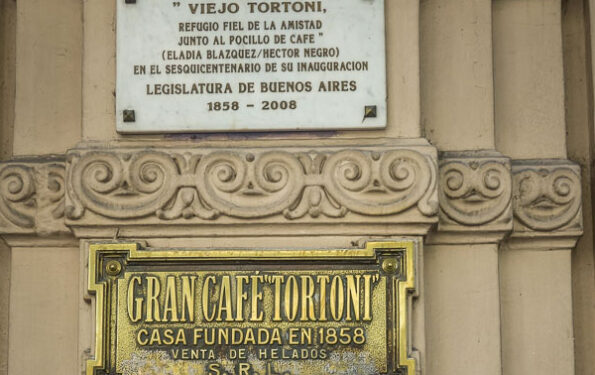 " VIEJO TORTONI,
REFUGIO FIEL DE LA AMISTAD
JUNTO AL POCILLO DE CAFE "
(ELADIA BLAZQUEZ/HECTOR NEGRO)
EN EL SESQUICENTENARIO DE SU INAUGURACION
LEGISLATURA DE BUENOS AIRES
1858 - 2008
GRAN CAFÉ "TORTONI"
CASA FUNDADA EN 1858
VENTA DE HELADOS
S.R.L.